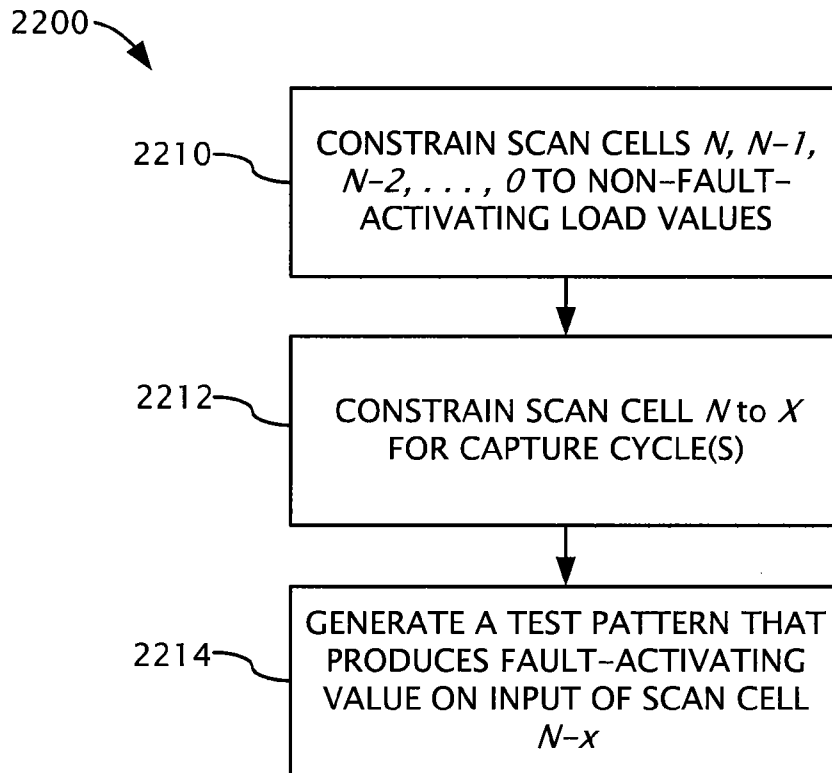 2200
2210
CONSTRAIN SCAN CELLS N, N-1,
N-2, . . . , 0 TO NON-FAULT-
ACTIVATING LOAD VALUES
2212
CONSTRAIN SCAN CELL N to X
FOR CAPTURE CYCLE(S)
2214
GENERATE A TEST PATTERN THAT
PRODUCES FAULT-ACTIVATING
VALUE ON INPUT OF SCAN CELL
N-x